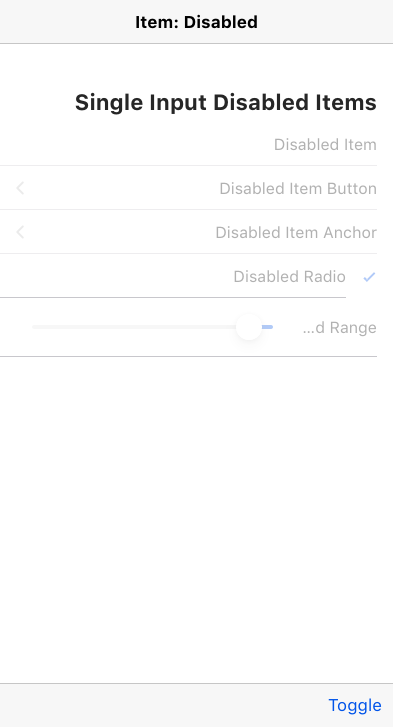 Item: Disabled
Single Input Disabled Items
Disabled Item
Disabled Item Button
Disabled Item Anchor
Disabled Radio
...d Range
Toggle